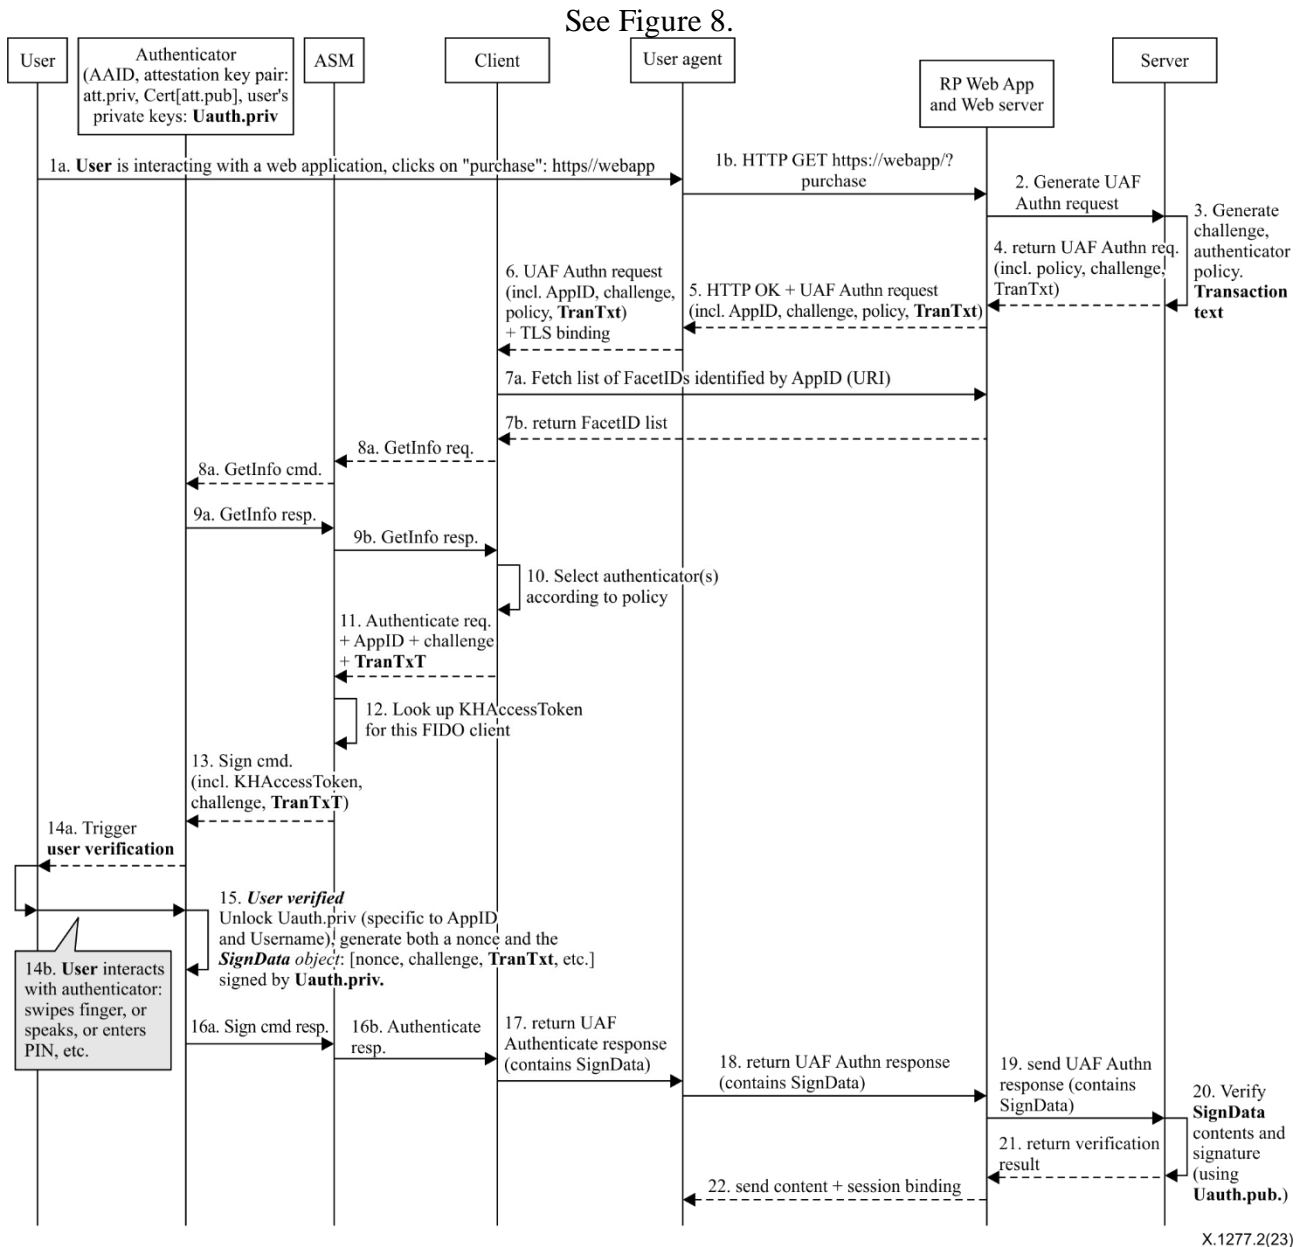 See Figure 8.
User
Authenticator
(AAID, attestation key pair:
att.priv, Cert[att.pub], user's
private keys: Uauth.priv
ASM
Client
User agent
RP Web App
and Web server
Server
1a. User is interacting with a web application, clicks on "purchase": https//webapp
1b. HTTP GET https://webapp/?
purchase
2. Generate UAF
Authn request
3. Generate
challenge,
authenticator
policy.
Transaction
text
4. return UAF Authn req.
(incl. policy, challenge,
TranTxt)
5. HTTP OK + UAF Authn request
(incl. AppID, challenge, policy, TranTxt)
6. UAF Authn request
(incl. AppID, challenge,
policy, TranTxt)
+ TLS binding
7a. Fetch list of FacetIDs identified by AppID (URI)
7b. return FacetID list
8a. GetInfo req.
8a. GetInfo cmd.
9a. GetInfo resp.
9b. GetInfo resp.
10. Select authenticator(s)
according to policy
11. Authenticate req.
+ AppID + challenge
+ TranTxT
12. Look up KHAccessToken
for this FIDO client
13. Sign cmd.
(incl. KHAccessToken,
challenge, TranTxT)
14a. Trigger
user verification
14b. User interacts
with authenticator:
swipes finger, or
speaks, or enters
PIN, etc.
15. User verified
Unlock Uauth.priv (specific to AppID
and Username), generate both a nonce and the
SignData object: [nonce, challenge, TranTxt, etc.]
signed by Uauth.priv.
16a. Sign cmd resp.
16b. Authenticate
resp.
17. return UAF
Authenticate response
(contains SignData)
18. return UAF Authn response
(contains SignData)
19. send UAF Authn
response (contains
SignData)
20. Verify
SignData
contents and
signature
(using
Uauth.pub.)
21. return verification
result
22. send content + session binding
X.1277.2(23)